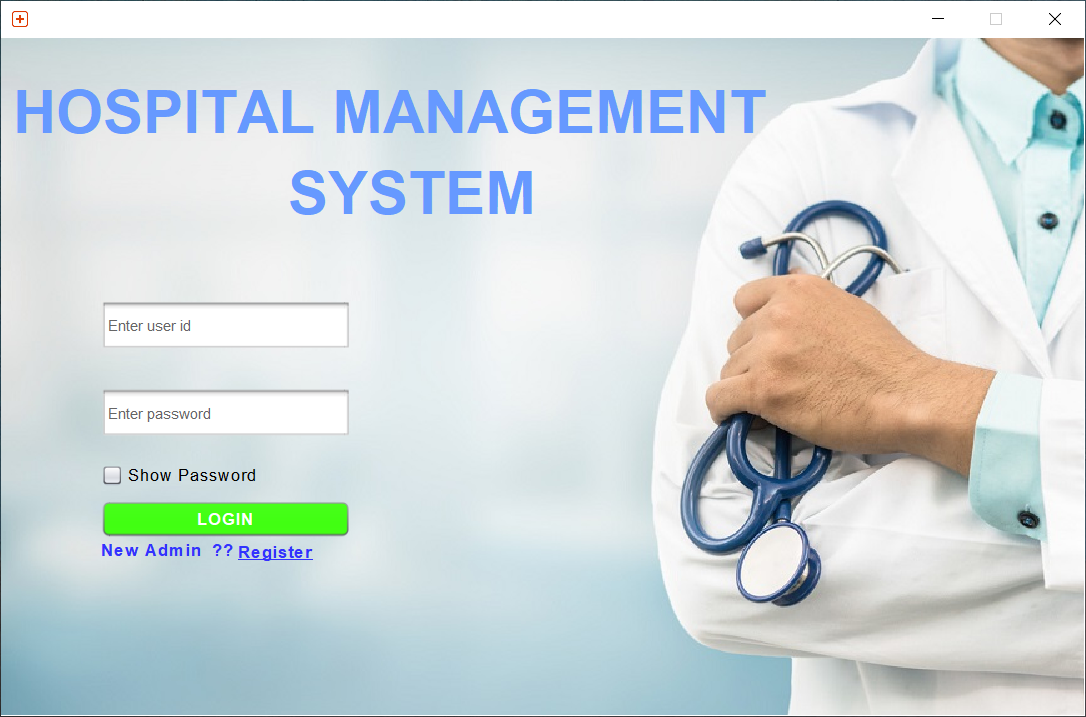 HOSPITAL MANAGEMENT
SYSTEM
Enter user id
Enter password
Show Password
LOGIN
New Admin ?? Register